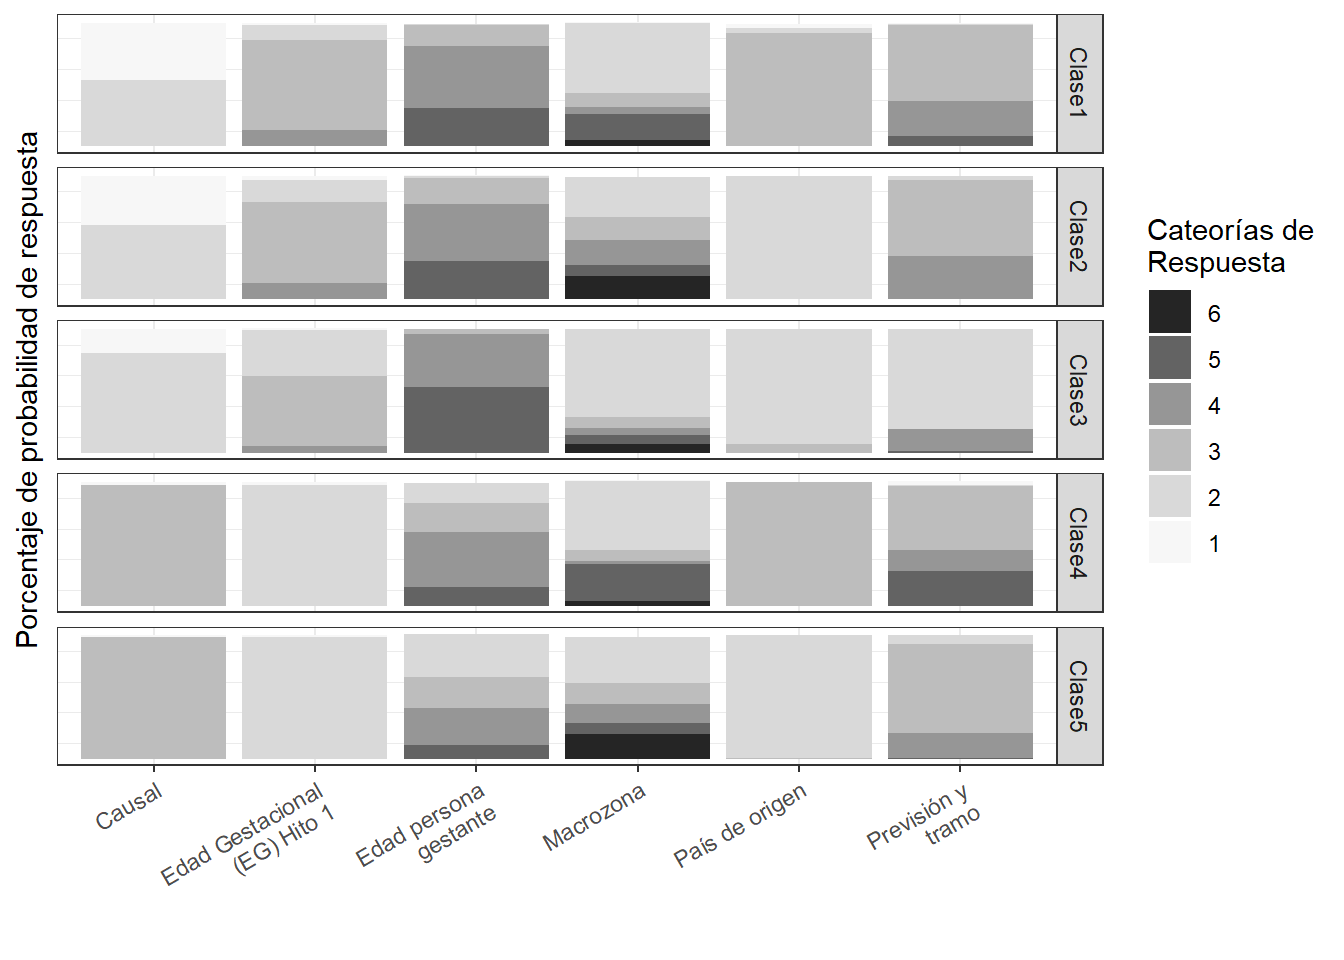 Porcentaje de probabilidad de respuesta
Clase1
Clase2
Clase3
Clase4
Clase5
Causal
Edad Gestacional
(EG) Hito 1
Edad persona
gestante
Macrozona
País de origen
Previsión y
tramo
Cateorías de
Respuesta
6
5
4
3
2
1